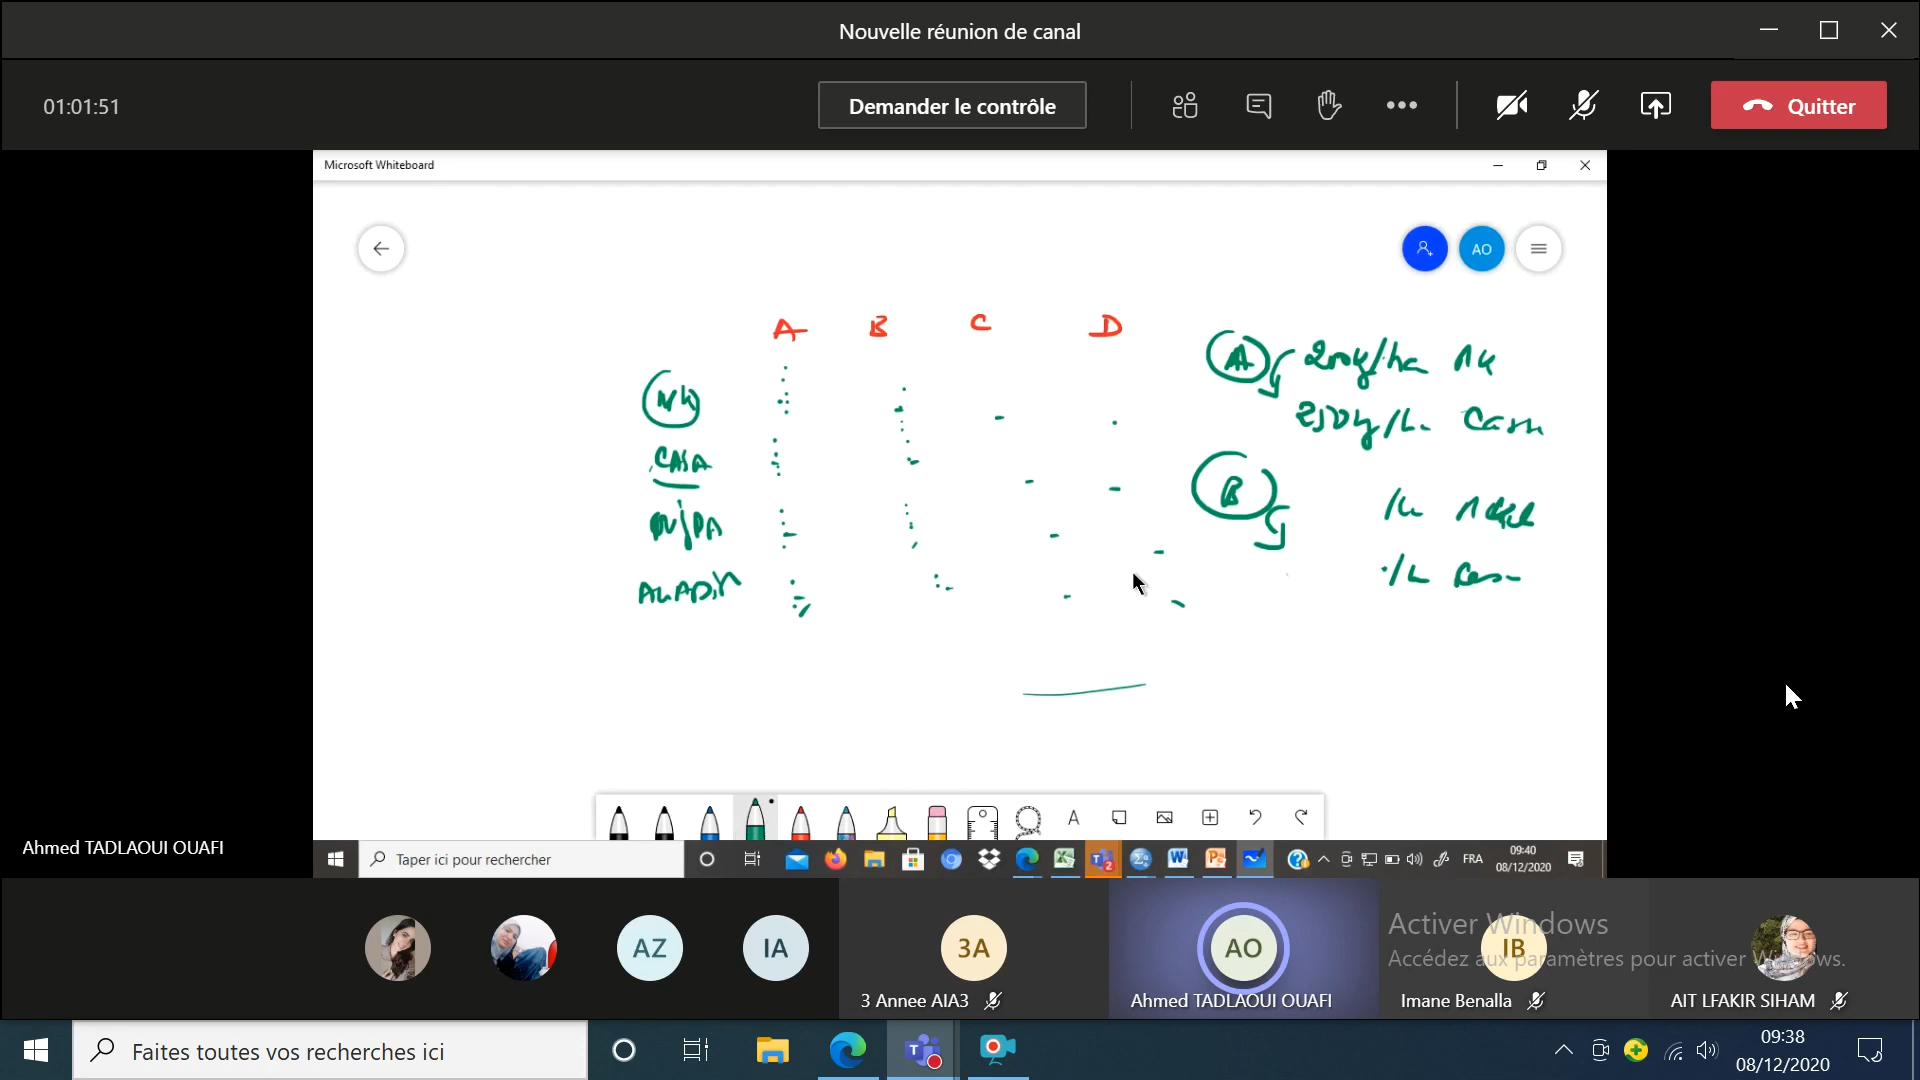 Nouvelle réunion de canal
01:01:51
Demander le contrôle
Quitter
Microsoft Whiteboard
AO
A B C D
A
CASA
B
A
Ahmed TADLAOUI OUAFI
Taper ici pour rechercher
2
FRA
09:40
08/12/2020
AZ
IA
3A
AO
IB
Activer Windows
Accédez aux paramètres pour activer Windows.
3 Annee AIA3
Ahmed TADLAOUI OUAFI
Imane Benalla
AIT LFAKIR SIHAM
Faites toutes vos recherches ici
09:38
08/12/2020